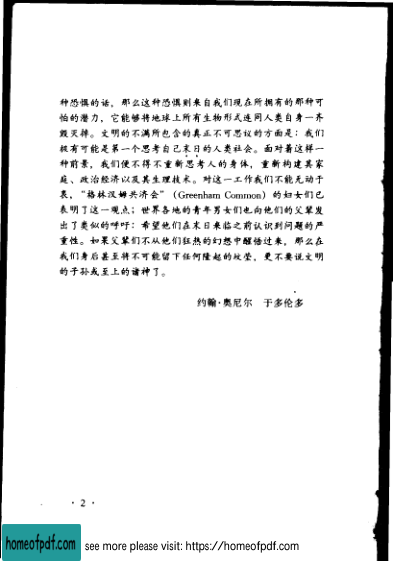 种恐惧的话，那么这种恐惧则来自我们现在所拥有的那种可
怕的潜力，它能够将地球上所有生物形式连同人类自身一齐
毁灭掉。文明的不满所包含的真正不可思议的方面是：我们
极有可能是第一个思考自己末日的人类社会。面对着这样一
种前景，我们便不得不重新思考人的身体，重新构建其家
庭、政治经济以及其生理技术。对这一工作我们不能无动于
衷，“格林汉姆共济会”（Greenham Common）的妇女们已
表明了这一观点；世界各地的青年男女们也向他们的父辈发
出了类似的呼吁：希望他们在末日来临之前认识到问题的严
重性。如果父辈们不从他们狂热的幻想中醒悟过来，那么在
我们身后甚至将不可能留下任何隆起的坟茔，更不要说文明
的子孙或至上的诸神了。
约翰·奥尼尔　于多伦多
· 2 ·
homeofpdf.com
see more please visit: https://homeofpdf.com